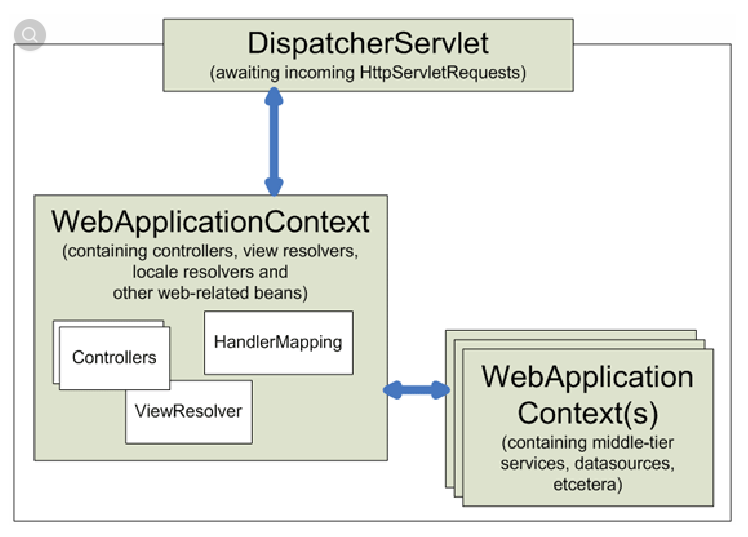 DispatcherServlet
(awaiting incoming HttpServletRequests)
WebApplicationContext
(containing controllers, view resolvers,
locale resolvers and
other web-related beans)
HandlerMapping
Controllers
ViewResolver
WebApplication
Context(s)
(containing middle-tier
services, datasources,
etcetera)